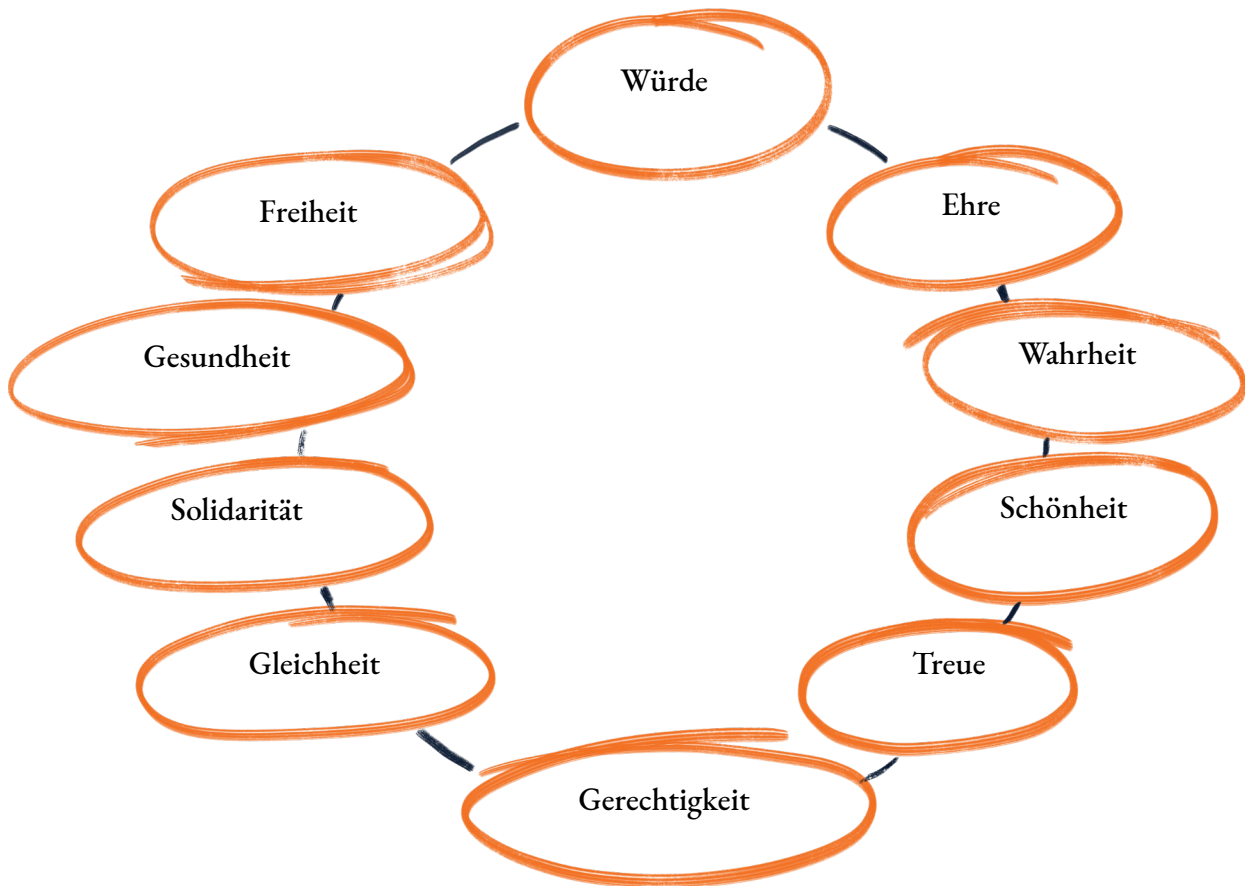 Würde
Freiheit
Ehre
Gesundheit
Wahrheit
Solidarität
Schönheit
Gleichheit
Treue
Gerechtigkeit